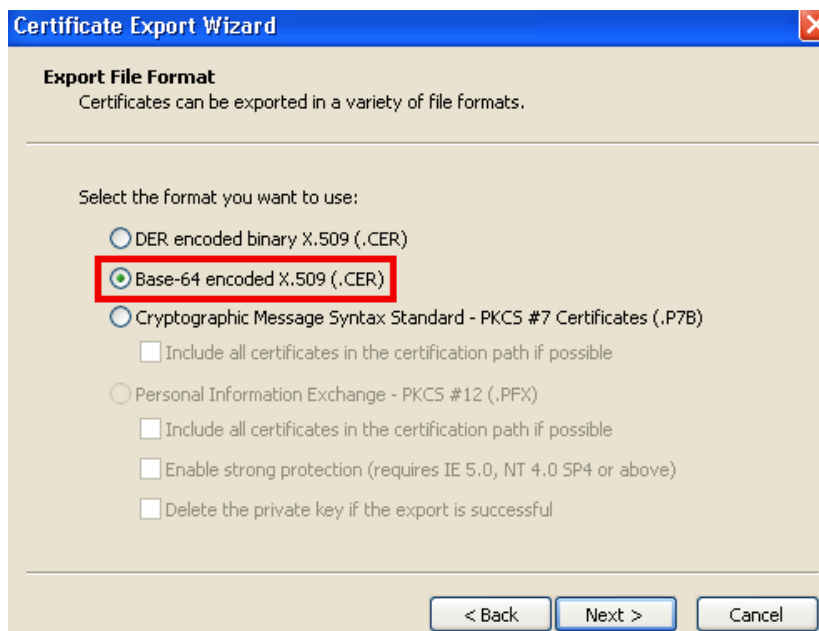 Certificate Export Wizard
Export File Format
Certificates can be exported in a variety of file formats.
Select the format you want to use:
DER encoded binary X.509 (.CER)
Base-64 encoded X.509 (.CER)
Cryptographic Message Syntax Standard - PKCS #7 Certificates (.P7B)
Include all certificates in the certification path if possible
Personal Information Exchange - PKCS #12 (.PFX)
Include all certificates in the certification path if possible
Enable strong protection (requires IE 5.0, NT 4.0 SP4 or above)
Delete the private key if the export is successful
< Back Next > Cancel